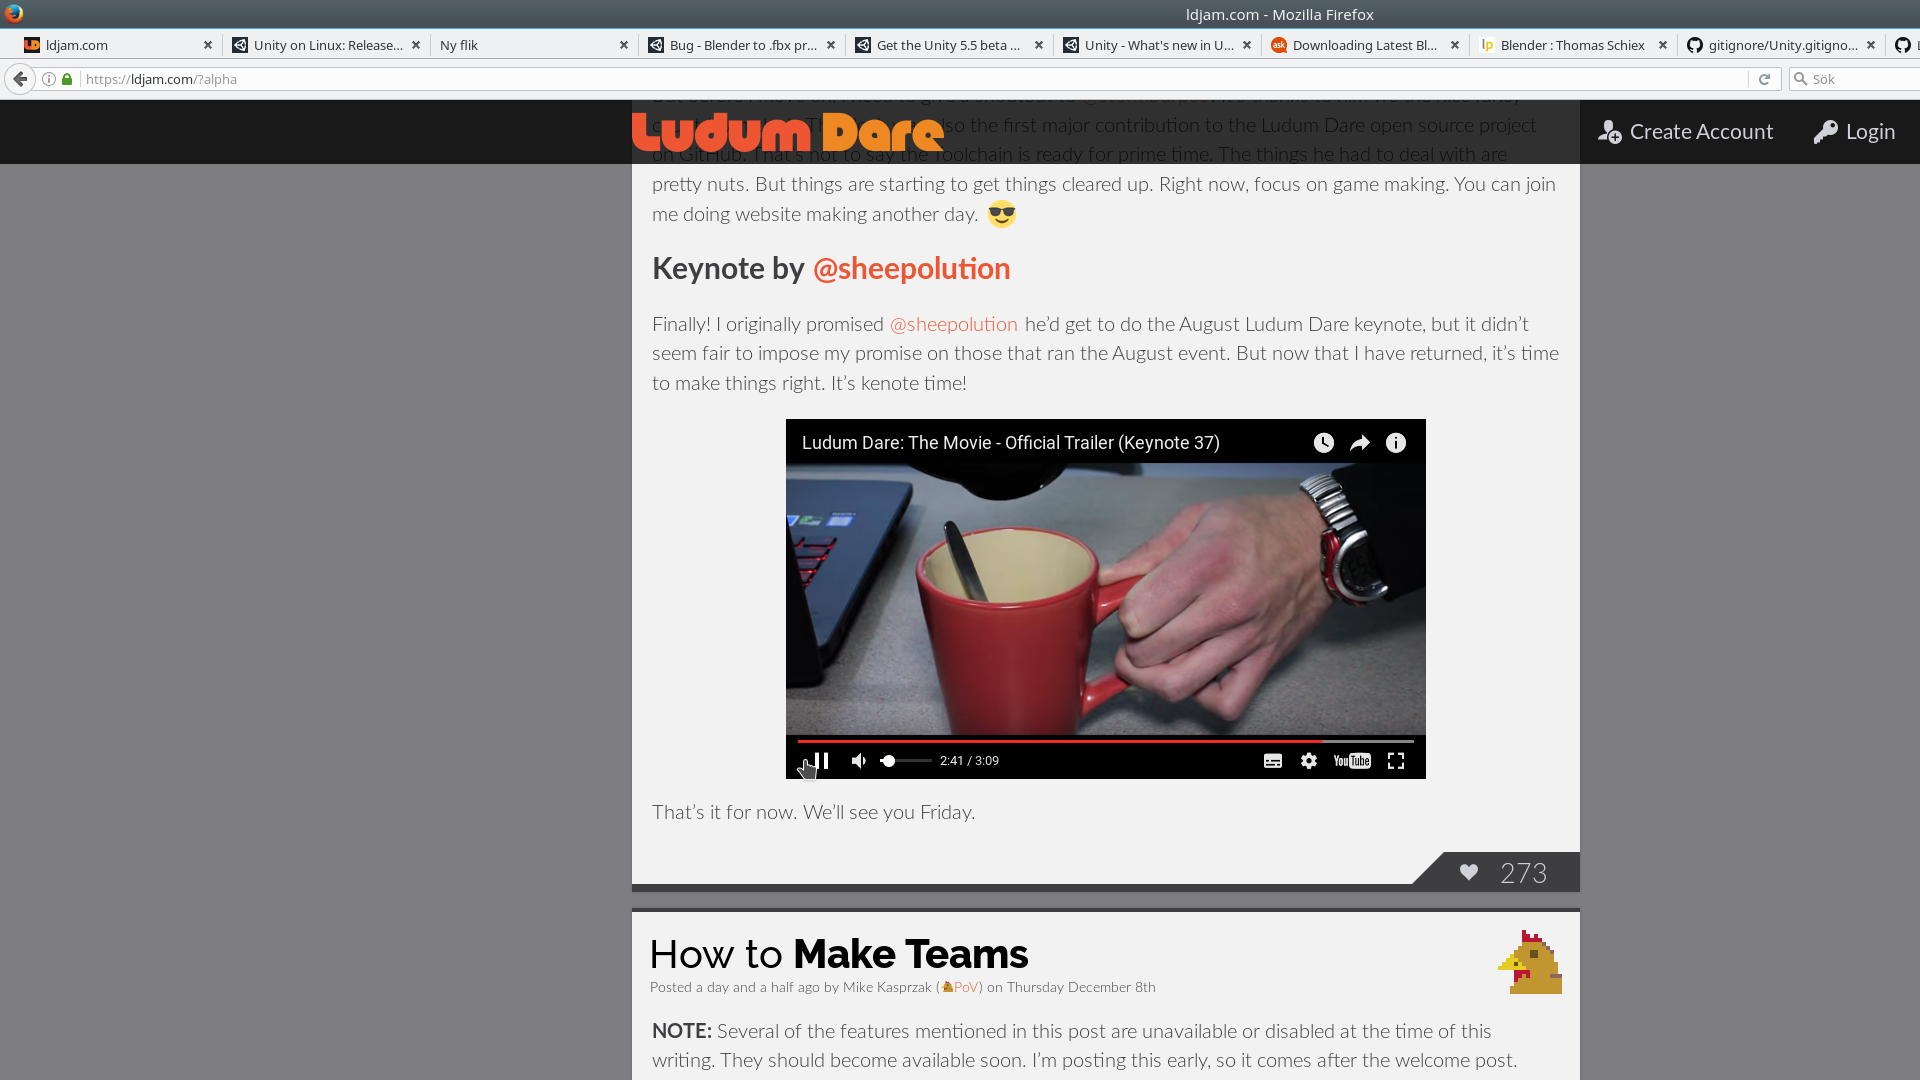 ldjam.com - Mozilla Firefox
ldjam.com
Unity on Linux: Release...
Ny flik
Bug - Blender to .fbx pr...
Get the Unity 5.5 beta ...
Unity - What's new in U...
Downloading Latest Bl...
Blender : Thomas Schiex
gitignore/Unity.gitigno...
https://ldjam.com/?alpha
Sök
Ludum Dare
Create Account
Login
also the first major contribution to the Ludum Dare open source project
on GitHub. That's not to say the Toolchain is ready for prime time. The things he had to deal with are
pretty nuts. But things are starting to get things cleared up. Right now, focus on game making. You can join
me doing website making another day.
Keynote by @sheepolution
Finally! I originally promised @sheepolution he’d get to do the August Ludum Dare keynote, but it didn’t
seem fair to impose my promise on those that ran the August event. But now that I have returned, it’s time
to make things right. It’s kenote time!
Ludum Dare: The Movie - Official Trailer (Keynote 37)
2:41 / 3:09
YouTube
That’s it for now. We’ll see you Friday.
273
How to Make Teams
Posted a day and a half ago by Mike Kasprzak (PoV) on Thursday December 8th
NOTE: Several of the features mentioned in this post are unavailable or disabled at the time of this
writing. They should become available soon. I’m posting this early, so it comes after the welcome post.